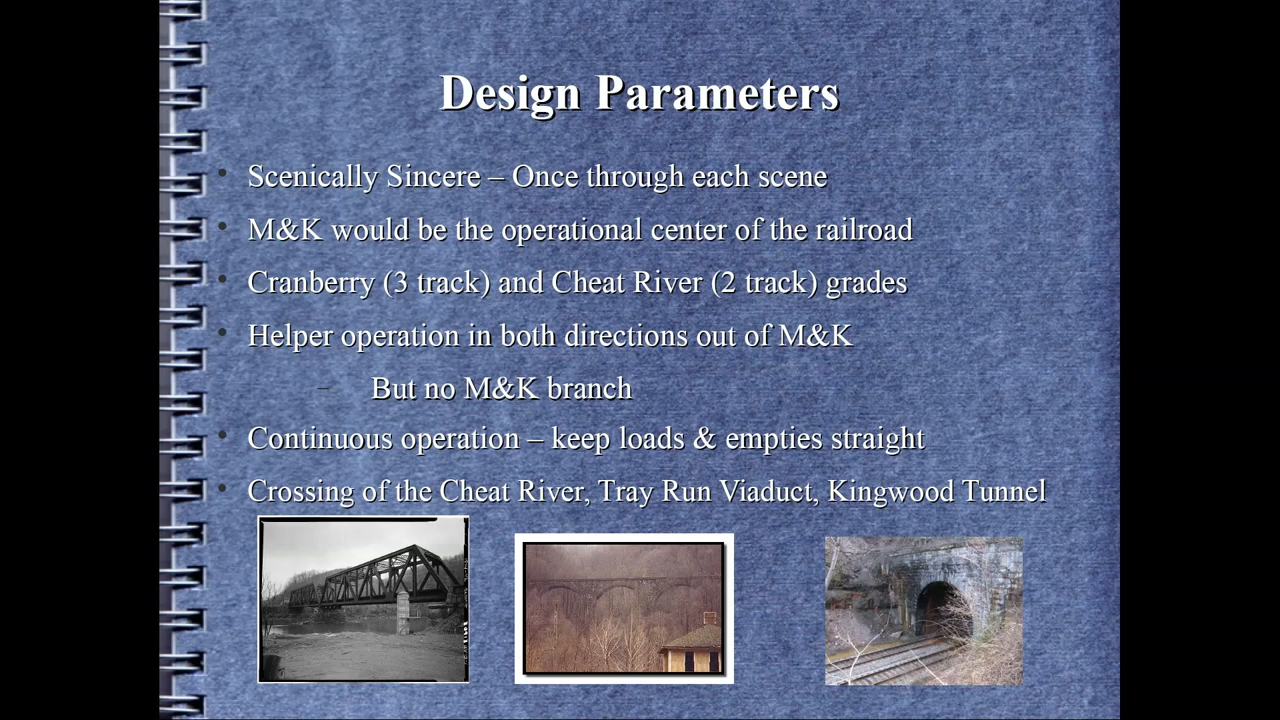 Design Parameters
• Scenically Sincere – Once through each scene
• M&K would be the operational center of the railroad
• Cranberry (3 track) and Cheat River (2 track) grades
• Helper operation in both directions out of M&K
– But no M&K branch
• Continuous operation – keep loads & empties straight
• Crossing of the Cheat River, Tray Run Viaduct, Kingwood Tunnel